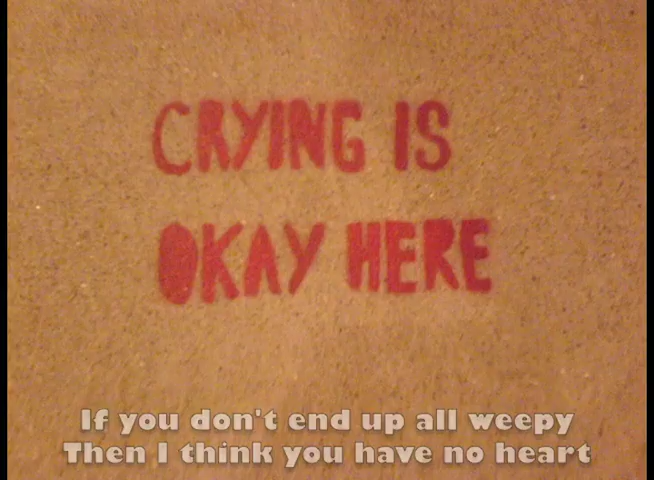 CRYING IS
OKAY HERE
If you don't end up all weepy
Then I think you have no heart